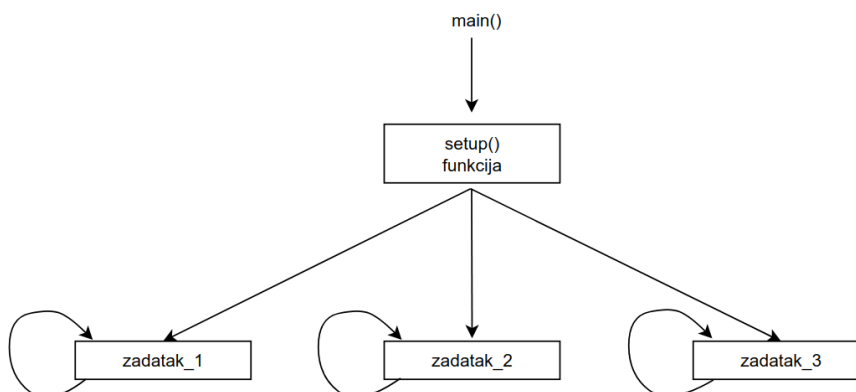 main()
setup()
funkcija
zadatak_1
zadatak_2
zadatak_3